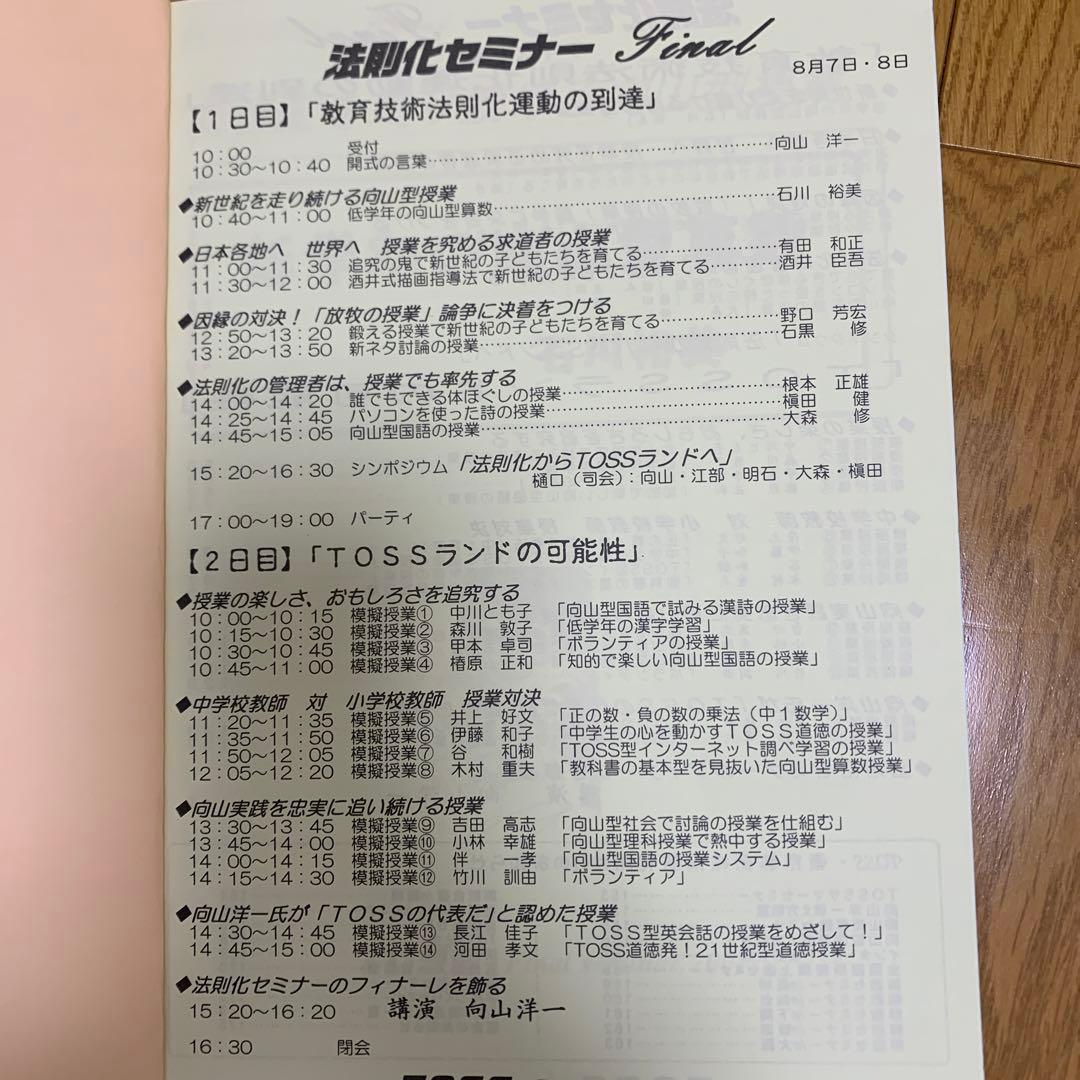 法則化セミナー Final
8月7日・8日
【1日目】「教育技術法則化運動の到達」
10:00 受付
10:30〜10:40 開式の言葉……向山 洋一
◆新世紀を走り続ける向山型授業
10:40〜11:00 低学年の向山型算数……石川 裕美
◆日本各地へ 世界へ 授業を究める求道者の授業
11:00〜11:30 追究の鬼で新世紀の子どもたちを育てる……有田 和正
11:30〜12:00 酒井式描画指導法で新世紀の子どもたちを育てる……酒井 臣吾
◆因縁の対決!「放牧の授業」論争に決着をつける
12:50〜13:20 鍛える授業で新世紀の子どもたちを育てる……野口 芳宏
13:20〜13:50 新ネタ討論の授業……石黒 修
◆法則化の管理者は、授業でも率先する
14:00〜14:20 誰でもできる体ほぐしの授業……根本 正雄
14:25〜14:45 パソコンを使った詩の授業……槇田 健
14:45〜15:05 向山型国語の授業……大森 修
15:20〜16:30 シンポジウム「法則化からTOSSランドへ」
樋口(司会):向山・江部・明石・大森・槇田
17:00〜19:00 パーティ
【2日目】「TOSSランドの可能性」
◆授業の楽しさ、おもしろさを追究する
10:00〜10:15 模擬授業① 中川とも子 「向山型国語で試みる漢詩の授業」
10:15〜10:30 模擬授業② 森川 敦子 「低学年の漢字学習」
10:30〜10:45 模擬授業③ 甲本 卓司 「ボランティアの授業」
10:45〜11:00 模擬授業④ 椿原 正和 「知的で楽しい向山型国語の授業」
◆中学校教師 対 小学校教師 授業対決
11:20〜11:35 模擬授業⑤ 井上 好文 「正の数・負の数の乗法(中1数学)」
11:35〜11:50 模擬授業⑥ 伊藤 和子 「中学生の心を動かすTOSS道徳の授業」
11:50〜12:05 模擬授業⑦ 谷 和樹 「TOSS型インターネット調べ学習の授業」
12:05〜12:20 模擬授業⑧ 木村 重夫 「教科書の基本型を見抜いた向山型算数授業」
◆向山実践を忠実に追い続ける授業
13:30〜13:45 模擬授業⑨ 吉田 高志 「向山型社会で討論の授業を仕組む」
13:45〜14:00 模擬授業⑩ 小林 幸雄 「向山型理科授業で熱中する授業」
14:00〜14:15 模擬授業⑪ 伴 一孝 「向山型国語の授業システム」
14:15〜14:30 模擬授業⑫ 竹川 訓由 「ボランティア」
◆向山洋一氏が「TOSSの代表だ」と認めた授業
14:30〜14:45 模擬授業⑬ 長江 佳子 「TOSS型英会話の授業をめざして!」
14:45〜15:00 模擬授業⑭ 河田 孝文 「TOSS道徳発!21世紀型道徳授業」
◆法則化セミナーのフィナーレを飾る
15:20〜16:20 講演 向山洋一
16:30 閉会